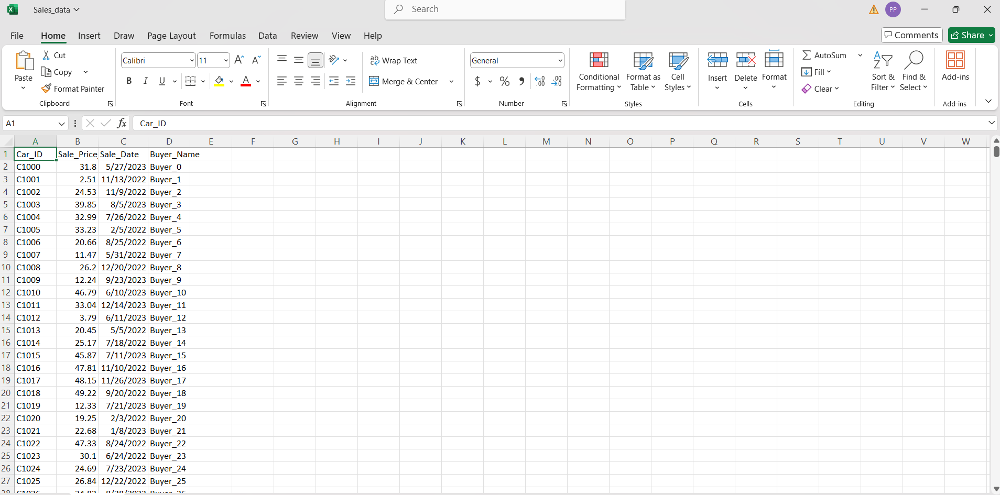 Sales_data
Search
PP
File Home Insert Draw Page Layout Formulas Data Review View Help
Comments Share
Paste
Cut
Copy
Format Painter
Clipboard
Calibri 11
B I U
Font
Wrap Text
Merge & Center
Alignment
General
$ % 9 .00 .00
Number
Conditional Formatting
Format as Table
Cell Styles
Styles
Insert Delete Format
Cells
AutoSum
Fill
Clear
Sort & Filter
Find & Select
Editing
Add-ins
Add-ins
A1 fx Car_ID
A B C D E F G H I J K L M N O P Q R S T U V W
1 Car_ID Sale_Price_ Sale_Date Buyer_Name
2 C1000 31.8 5/27/2023 Buyer_0
3 C1001 2.51 11/13/2022 Buyer_1
4 C1002 24.53 11/9/2022 Buyer_2
5 C1003 39.85 8/5/2023 Buyer_3
6 C1004 32.99 7/26/2022 Buyer_4
7 C1005 33.23 2/5/2022 Buyer_5
8 C1006 20.66 8/25/2022 Buyer_6
9 C1007 11.47 5/31/2022 Buyer_7
10 C1008 26.2 12/20/2022 Buyer_8
11 C1009 12.24 9/23/2023 Buyer_9
12 C1010 46.79 6/10/2023 Buyer_10
13 C1011 33.04 12/14/2023 Buyer_11
14 C1012 3.79 6/11/2023 Buyer_12
15 C1013 20.45 5/5/2022 Buyer_13
16 C1014 25.17 7/18/2022 Buyer_14
17 C1015 45.87 7/11/2023 Buyer_15
18 C1016 47.81 11/10/2022 Buyer_16
19 C1017 48.15 11/26/2023 Buyer_17
20 C1018 49.22 9/20/2022 Buyer_18
21 C1019 12.33 7/21/2023 Buyer_19
22 C1020 19.25 2/3/2022 Buyer_20
23 C1021 22.68 1/8/2023 Buyer_21
24 C1022 47.33 8/24/2022 Buyer_22
25 C1023 30.1 6/24/2022 Buyer_23
26 C1024 24.69 7/23/2023 Buyer_24
27 C1025 26.84 12/22/2022 Buyer_25